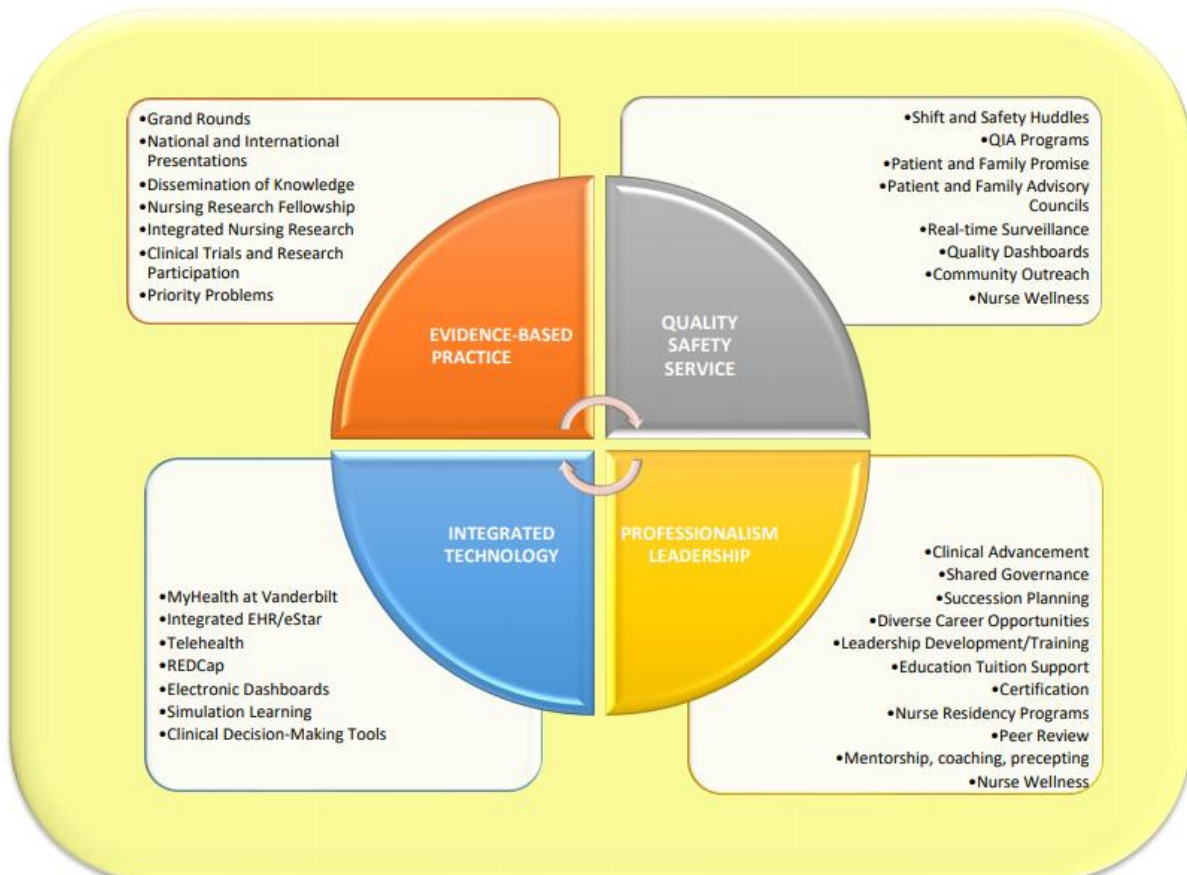 •Grand Rounds
•National and International
Presentations
•Dissemination of Knowledge
•Nursing Research Fellowship
•Integrated Nursing Research
•Clinical Trials and Research
Participation
•Priority Problems
•Shift and Safety Huddles
•QIA Programs
•Patient and Family Promise
•Patient and Family Advisory
Councils
•Real-time Surveillance
•Quality Dashboards
•Community Outreach
•Nurse Wellness
EVIDENCE-BASED
PRACTICE
QUALITY
SAFETY
SERVICE
INTEGRATED
TECHNOLOGY
PROFESSIONALISM
LEADERSHIP
•MyHealth at Vanderbilt
•Integrated EHR/eStar
•Telehealth
•REDCap
•Electronic Dashboards
•Simulation Learning
•Clinical Decision-Making Tools
•Clinical Advancement
•Shared Governance
•Succession Planning
•Diverse Career Opportunities
•Leadership Development/Training
•Education Tuition Support
•Certification
•Nurse Residency Programs
•Peer Review
•Mentorship, coaching, precepting
•Nurse Wellness